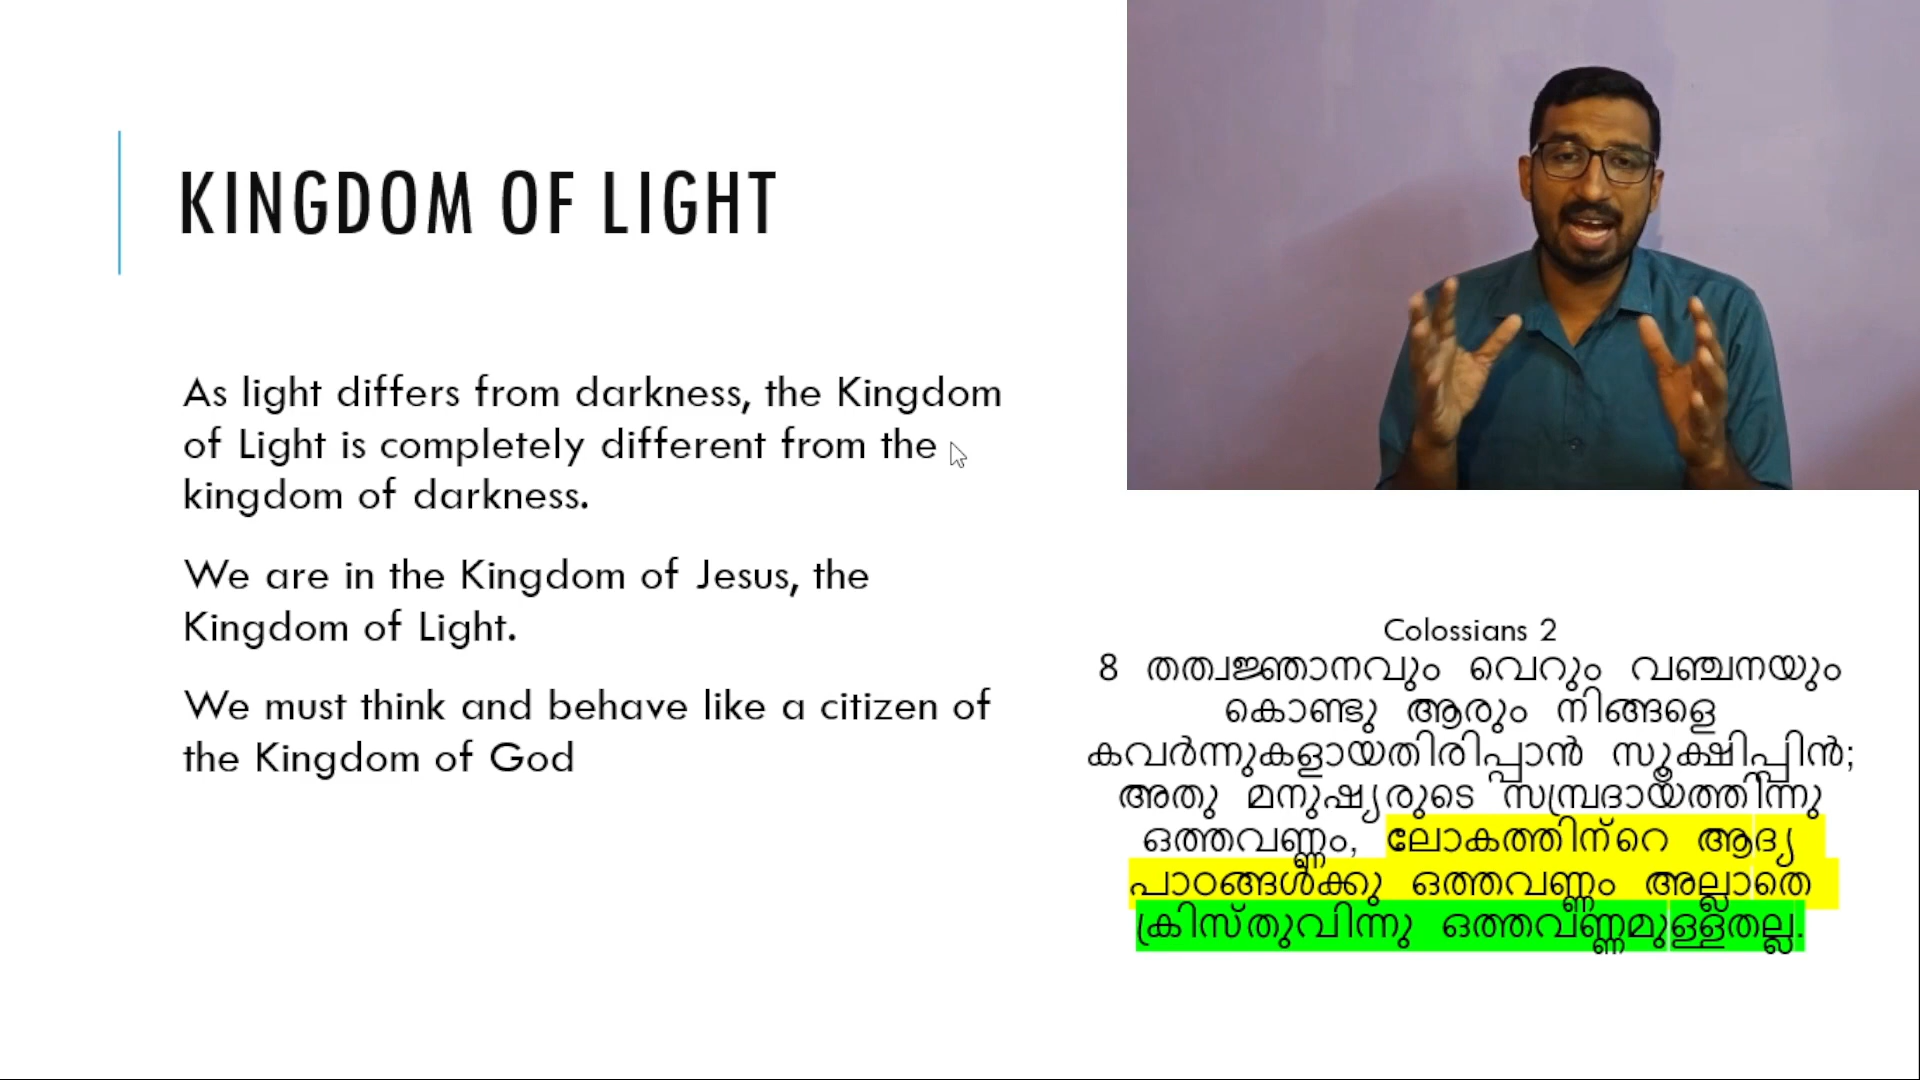 KINGDOM OF LIGHT
As light differs from darkness, the Kingdom
of Light is completely different from the
kingdom of darkness.
We are in the Kingdom of Jesus, the
Kingdom of Light.
We must think and behave like a citizen of
the Kingdom of God
Colossians 2
8 തത്വജ്ഞാനവും വെറും വഞ്ചനയും
കൊണ്ടു ആരും നിങ്ങളെ
കവർന്നുകളായതിരിപ്പാൻ സൂക്ഷിപ്പിൻ;
അതു മനുഷ്യരുടെ സമ്പ്രദായത്തിന്നു
ഒത്തവണ്ണം, ലോകത്തിന്റെ ആദ്യ
പാഠങ്ങൾക്കു ഒത്തവണ്ണം അല്ലാതെ
ക്രിസ്തുവിന്നു ഒത്തവണ്ണമുള്ളതല്ല.